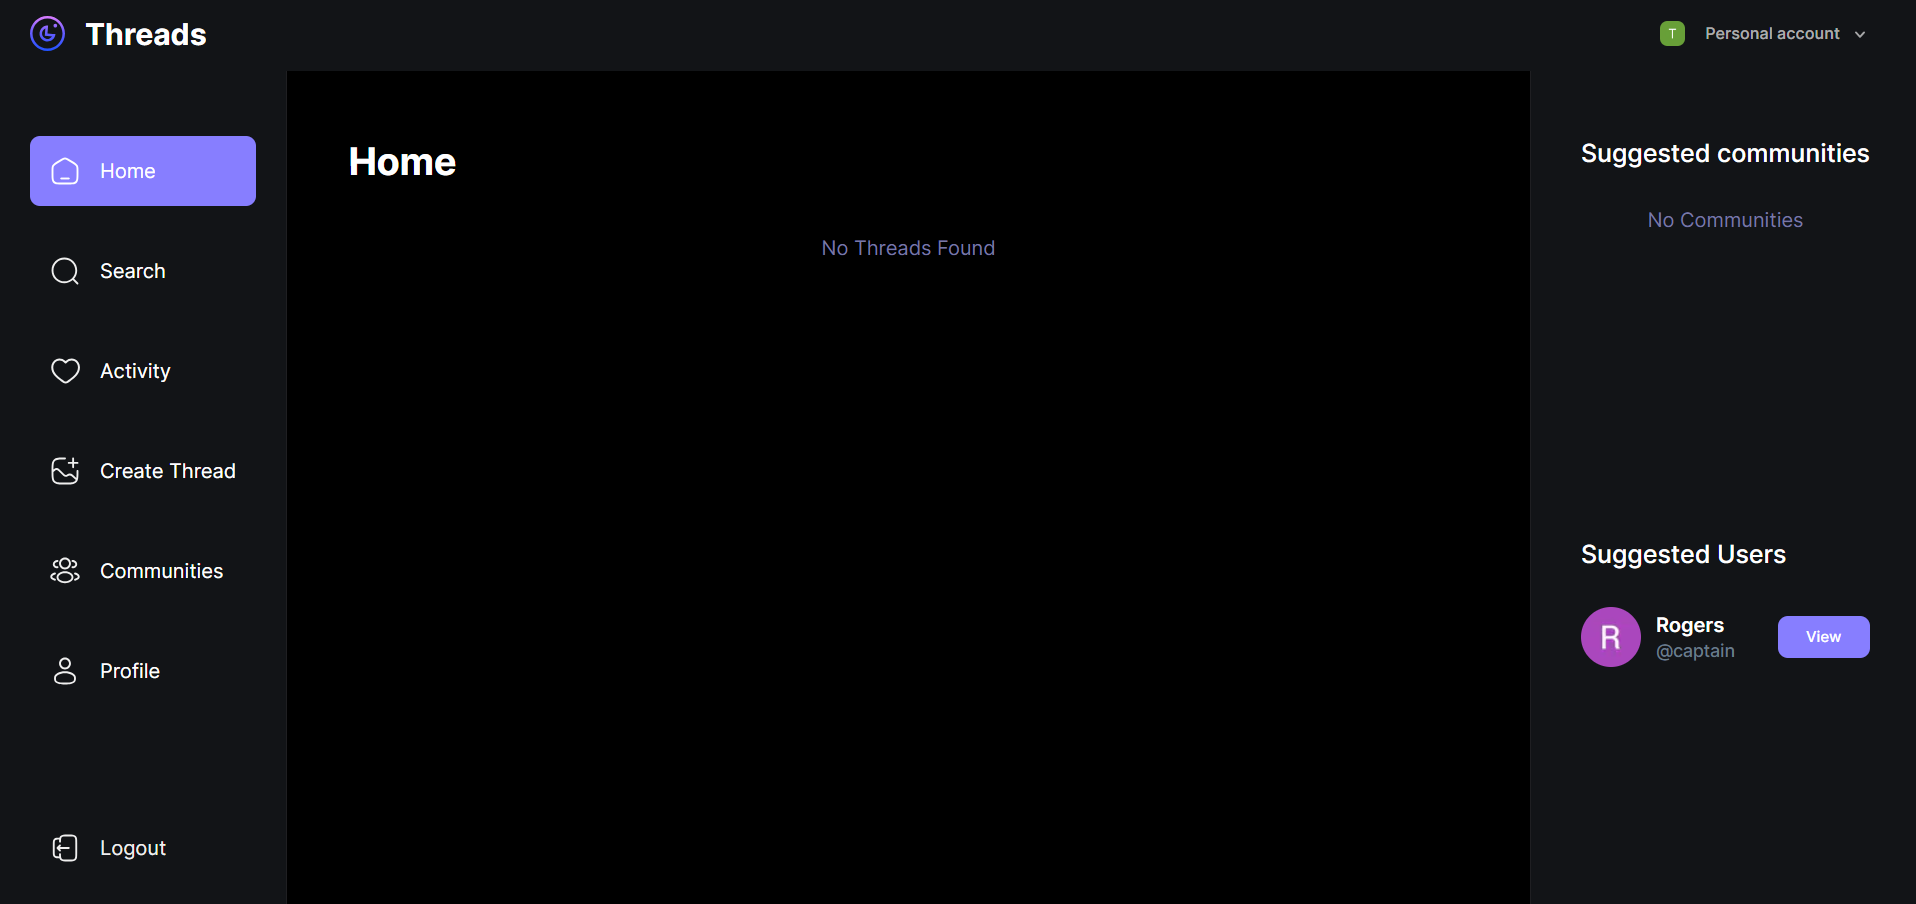 Threads
T Personal account
Home
Search
Activity
Create Thread
Communities
Profile
Logout
Home
No Threads Found
Suggested communities
No Communities
Suggested Users
R
Rogers
@captain
View